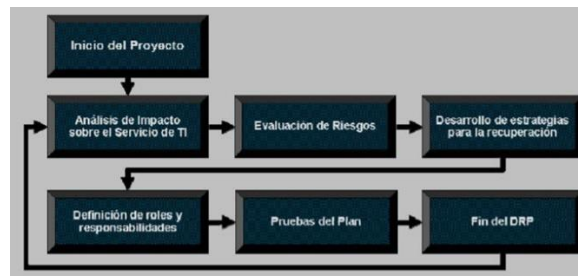 Inicio del Proyecto
Análisis de Impacto
sobre el Servicio de TI
Evaluación de Riesgos
Desarrollo de estrategias
para la recuperación
Definición de roles y
responsabilidades
Pruebas del Plan
Fin del DRP